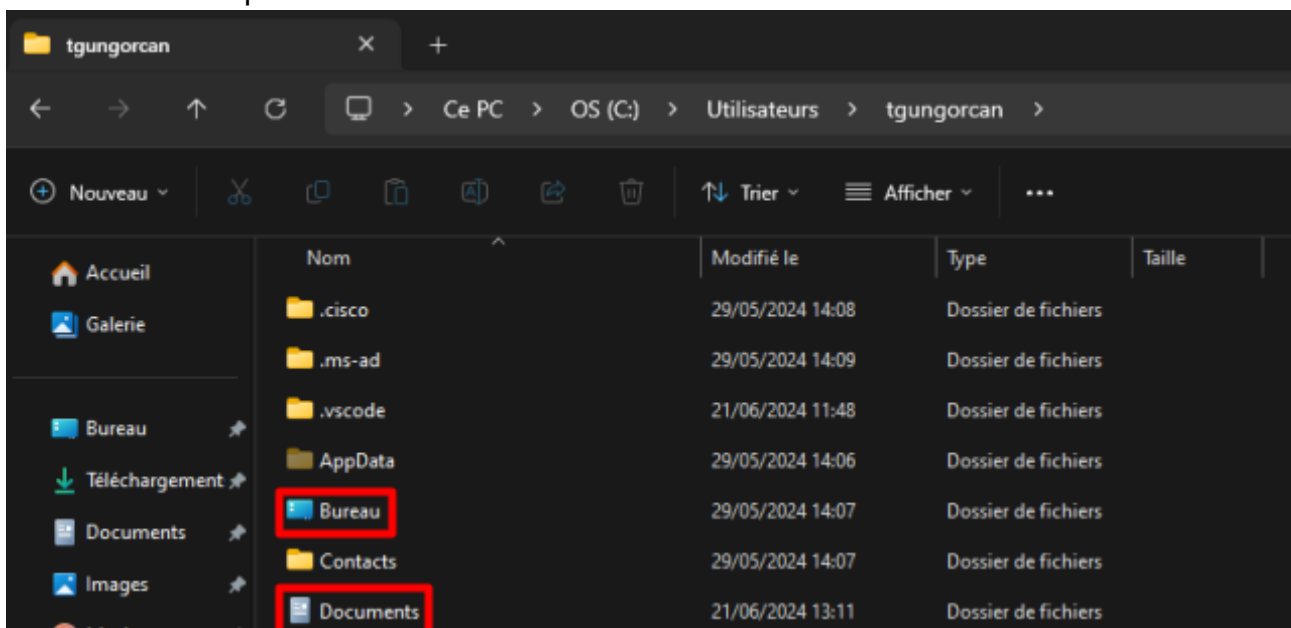 tgungorcan
Ce PC > OS (C:) > Utilisateurs > tgungorcan >
Nouveau Trier Afficher
Nom Modifié le Type Taille
Accueil
Galerie
Bureau
Téléchargement
Documents
Images
.cisco 29/05/2024 14:08 Dossier de fichiers
.ms-ad 29/05/2024 14:09 Dossier de fichiers
.vscode 21/06/2024 11:48 Dossier de fichiers
AppData 29/05/2024 14:06 Dossier de fichiers
Bureau 29/05/2024 14:07 Dossier de fichiers
Contacts 29/05/2024 14:07 Dossier de fichiers
Documents 21/06/2024 13:11 Dossier de fichiers